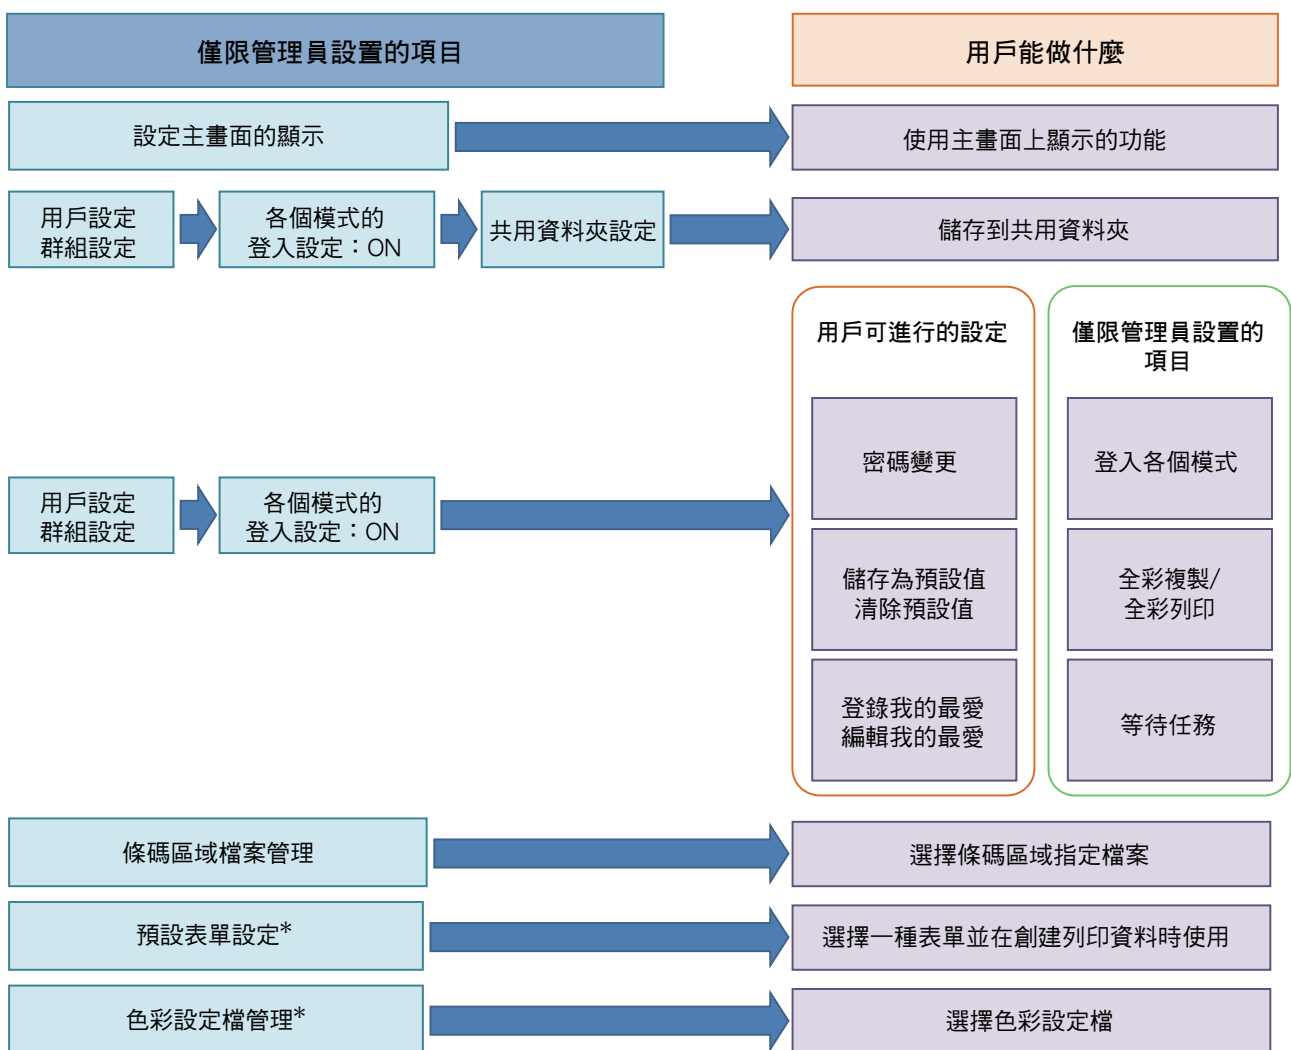 僅限管理員設置的項目
用戶能做什麼
設定主畫面的顯示
使用主畫面上顯示的功能
用戶設定
群組設定
各個模式的
登入設定：ON
共用資料夾設定
儲存到共用資料夾
用戶設定
群組設定
各個模式的
登入設定：ON
用戶可進行的設定
密碼變更
儲存為預設值
清除預設值
登錄我的最愛
編輯我的最愛
僅限管理員設置的
項目
登入各個模式
全彩複製/
全彩列印
等待任務
條碼區域檔案管理
選擇條碼區域指定檔案
預設表單設定*
選擇一種表單並在創建列印資料時使用
色彩設定檔管理*
選擇色彩設定檔